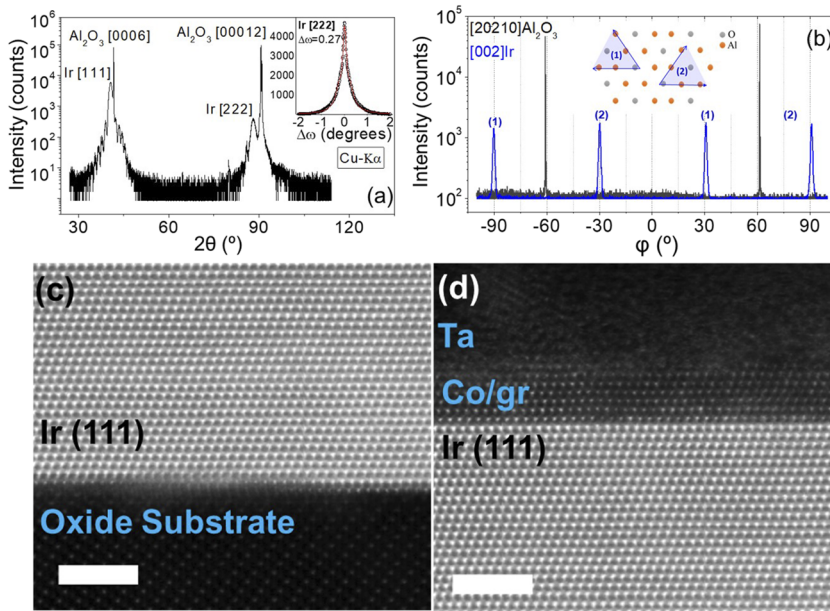 Al₂O₃ [0006]
Al₂O₃ [00012]
Ir [111]
Ir [222]
Ir [222]
Δω=0.27
4000
3000
2000
1000
0
-2 -1 0 1 2
Δω (degrees)
Cu-Kα
(a)
10⁶
10⁵
10⁴
10³
10²
10¹
Intensity (counts)
30 60 90 120
2θ (º)
[20210]Al₂O₃
[002]Ir
(b)
O
Al
(1)
(2)
(1)
(2)
(1)
(2)
10⁵
10⁴
10³
10²
Intensity (counts)
-90 -60 -30 0 30 60 90
φ (º)
(c)
Ir (111)
Oxide Substrate
(d)
Ta
Co/gr
Ir (111)